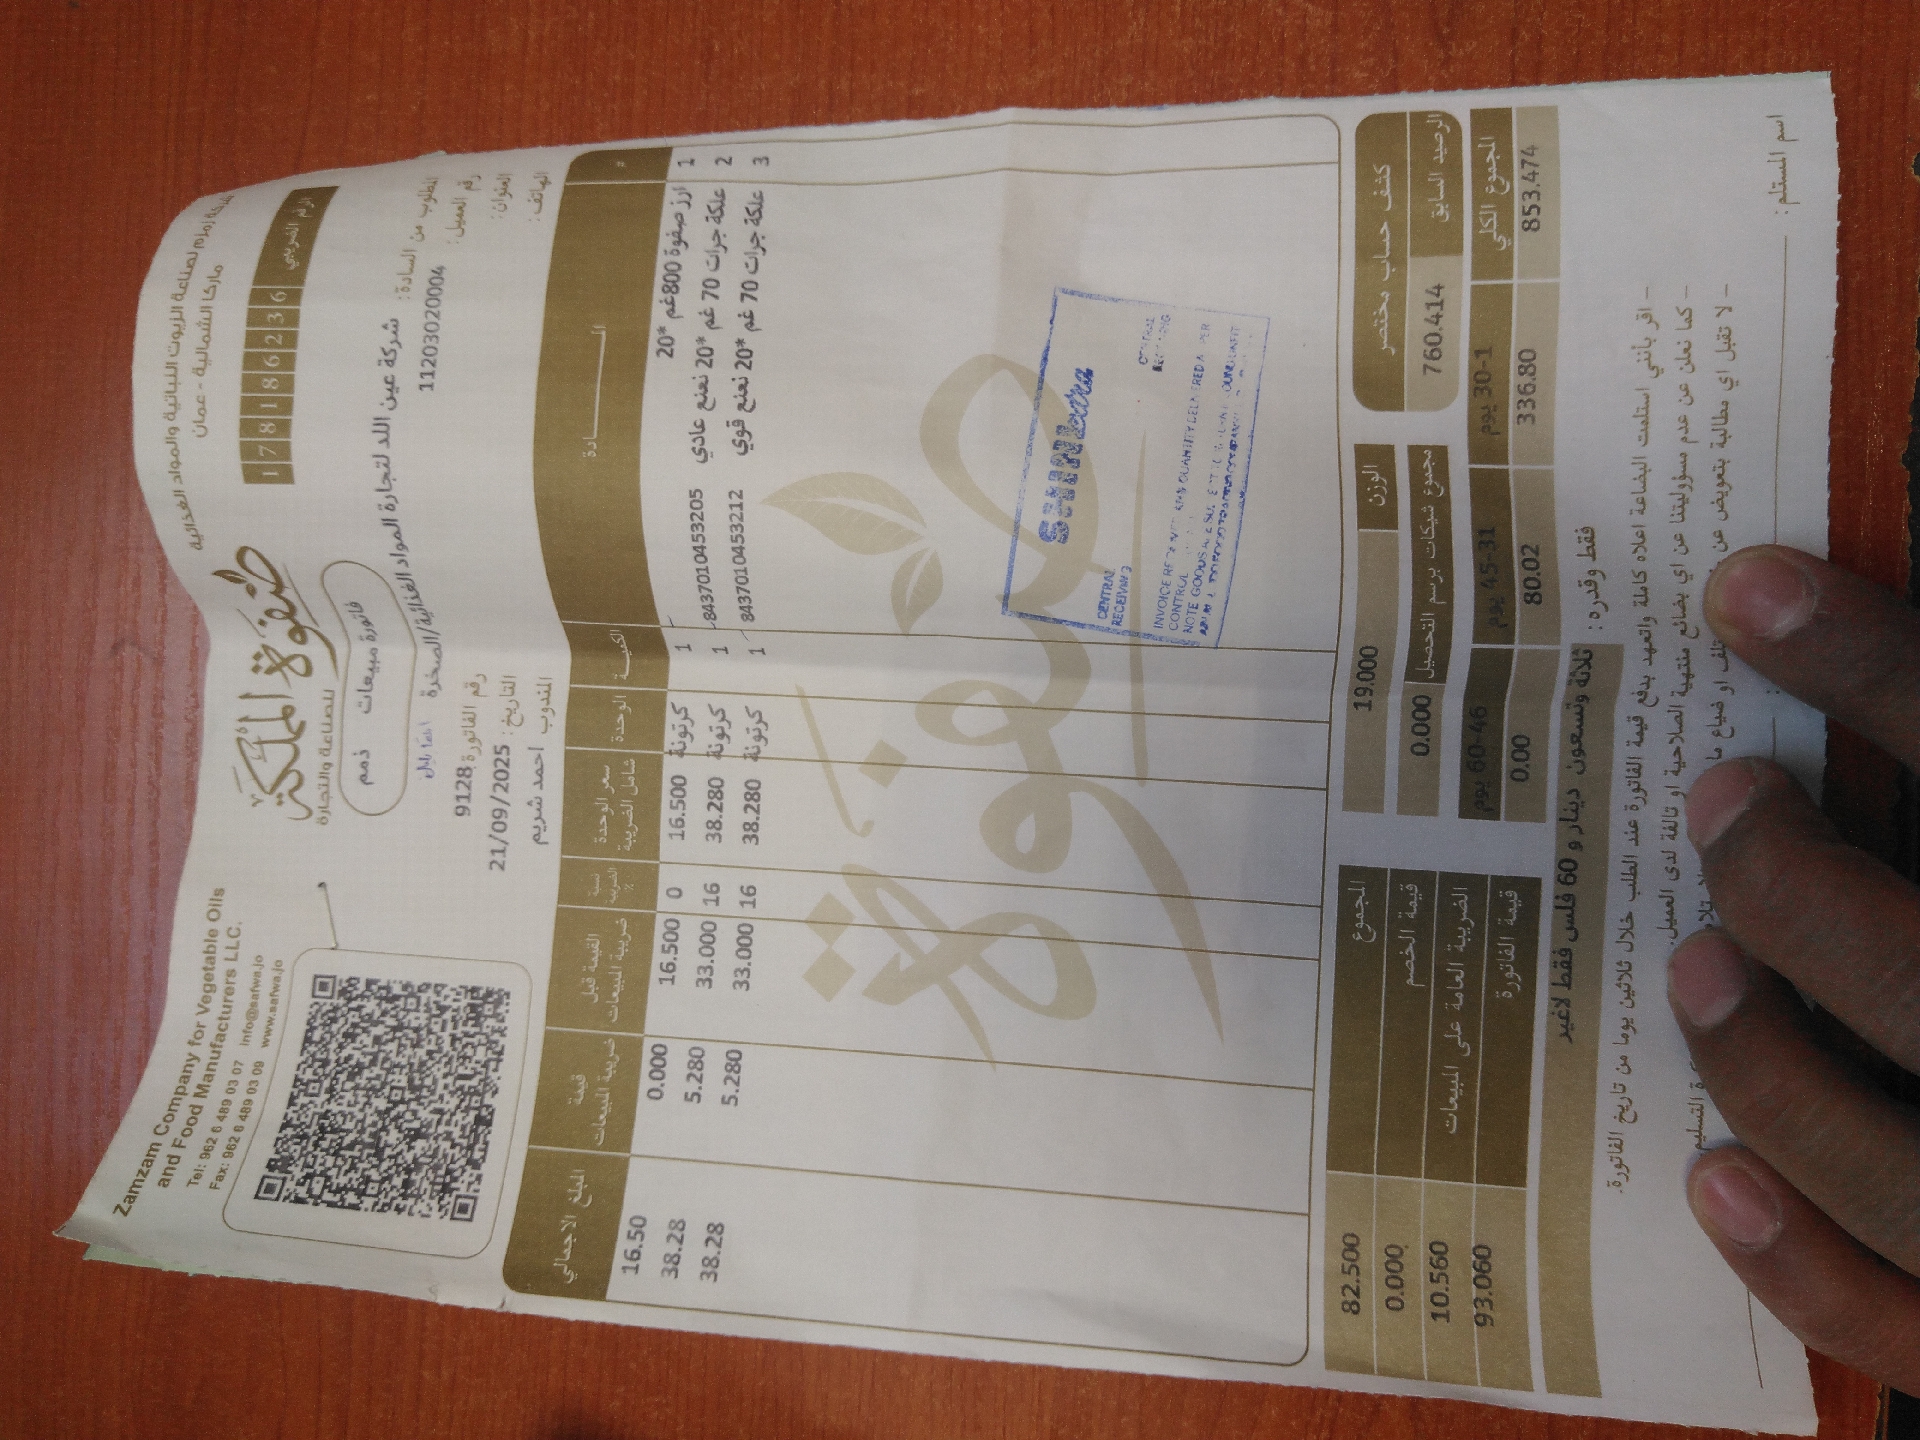 شركة زمزم لصناعة الزيوت النباتية والمواد الغذائية
ماركا الشمالية - عمان
Zamzam Company for Vegetable Oils
and Food Manufacturers LLC.
Tel: 962 6 489 03 07 info@safwa.jo
Fax: 962 6 489 03 09 www.safwa.jo
صفوة المملكة
للصناعة والتجارة
الرقم الضريبي 178186236
فاتورة مبيعات ذمم
المطلوب من السادة: شركة عين اللد لتجارة المواد الغذائية/الصخرة
رقم العميل: 11203020004
العنوان:
الهاتف:
رقم الفاتورة: 9128
التاريخ: 21/09/2025
المندوب احمد شريم
# المـــــــادة الكميـــة الوحدة سعر الوحدة شامل الضريبة نسبة الضريبة % القيمة قبل ضريبة المبيعات قيمة ضريبة المبيعات المبلغ الاجمالي
1 ارز صفوة 800غم *20 1 كرتونة 16.500 0 16.500 0.000 16.50
2 علكة جرات 70 غم *20 نعنع عادي 8437010453205 1 كرتونة 38.280 16 33.000 5.280 38.28
3 علكة جرات 70 غم *20 نعنع قوي 8437010453212 1 كرتونة 38.280 16 33.000 5.280 38.28
CENTRAL
RECEIVING
INVOICE
CONTROL QUANTITY
NOTE GOODS
كشف حساب مختصر
الرصيد السابق 760.414
الوزن 19.000
مجموع شيكات برسم التحصيل 0.000
المجموع الكلي 1-30 يوم 31-45 يوم 46-60 يوم
853.474 336.80 80.02 0.00
المجموع 82.500
قيمة الخصم 0.000
الضريبة العامة على المبيعات 10.560
قيمة الفاتورة 93.060
فقط وقدره: ثلاثة وتسعون دينار و 60 فلس فقط لاغير
– اقر بأنني استلمت البضاعة اعلاه كاملة واتعهد بدفع قيمة الفاتورة عند الطلب خلال ثلاثين يوما من تاريخ الفاتورة.
– كما نعلن عن عدم مسؤوليتنا عن اي بضائع منتهية الصلاحية او تالفة لدى العميل.
– لا تقبل اي مطالبة بتعويض عن تلف او ضياع ما التسليم
اسم المستلم: